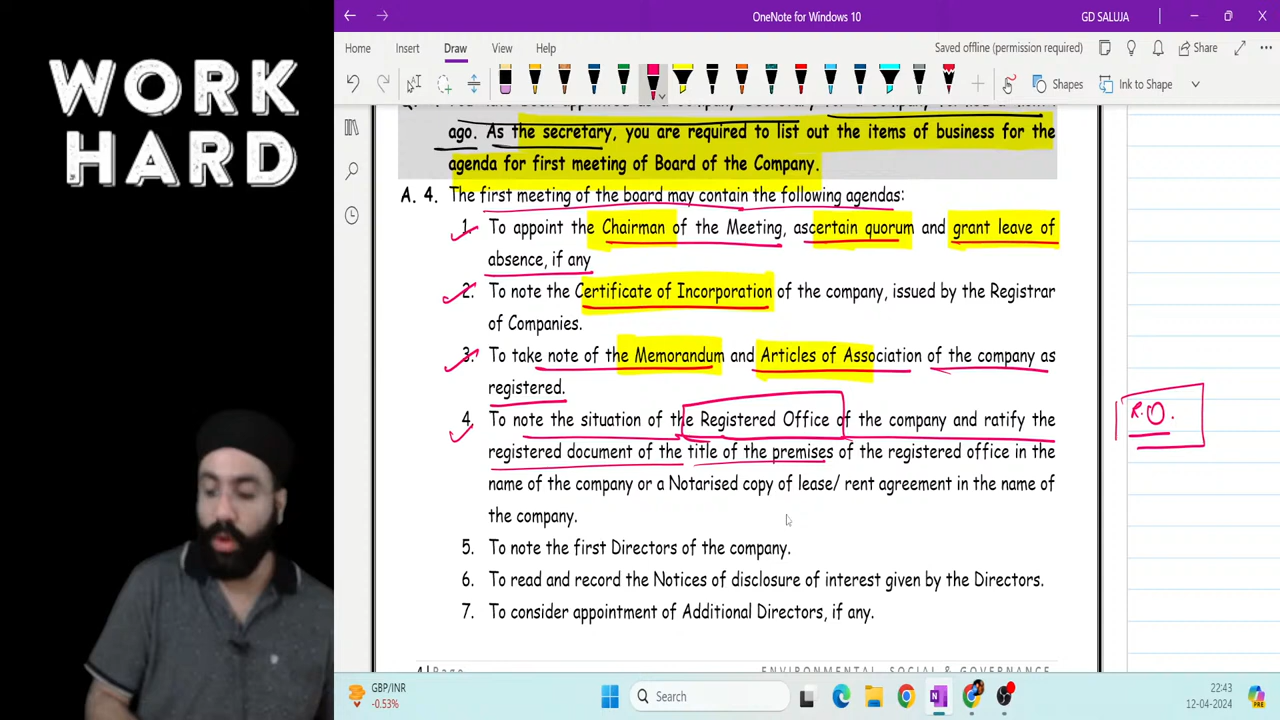 WORK
HARD
OneNote for Windows 10
GD SALUJA
Home Insert Draw View Help
Saved offline (permission required)
Share
Shapes
Ink to Shape
ago. As the secretary, you are required to list out the items of business for the
agenda for first meeting of Board of the Company.
A. 4. The first meeting of the board may contain the following agendas:
1. To appoint the Chairman of the Meeting, ascertain quorum and grant leave of
absence, if any
2. To note the Certificate of Incorporation of the company, issued by the Registrar
of Companies.
3. To take note of the Memorandum and Articles of Association of the company as
registered.
4. To note the situation of the Registered Office of the company and ratify the
registered document of the title of the premises of the registered office in the
name of the company or a Notarised copy of lease/ rent agreement in the name of
the company.
R.O.
5. To note the first Directors of the company.
6. To read and record the Notices of disclosure of interest given by the Directors.
7. To consider appointment of Additional Directors, if any.
4 | Page
ENVIRONMENTAL, SOCIAL & GOVERNANCE
GBP/INR
-0.53%
Search
22:43
12-04-2024
PRE